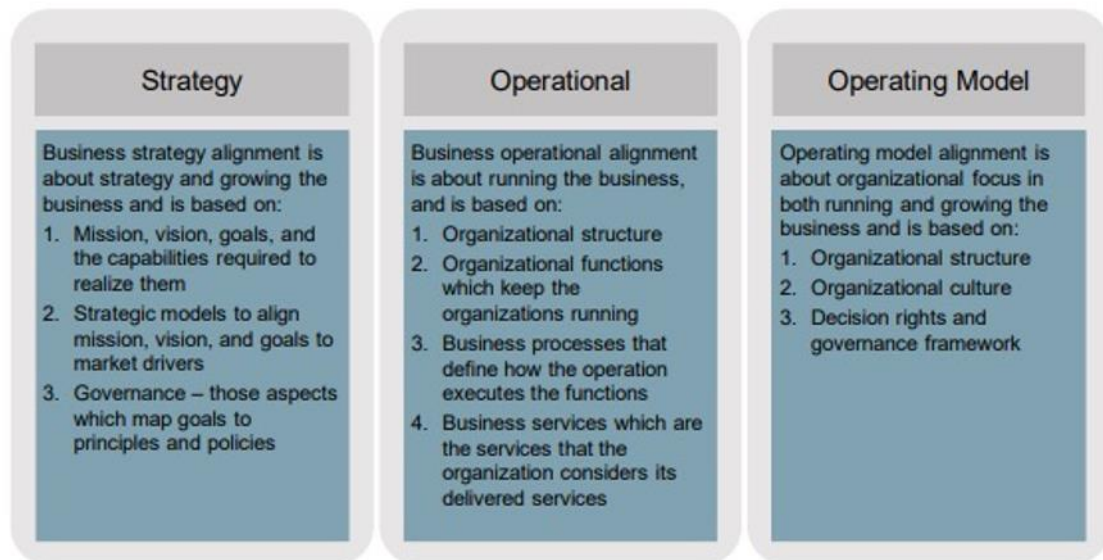 Strategy
Business strategy alignment is
about strategy and growing the
business and is based on:
1. Mission, vision, goals, and
the capabilities required to
realize them
2. Strategic models to align
mission, vision, and goals to
market drivers
3. Governance – those aspects
which map goals to
principles and policies
Operational
Business operational alignment
is about running the business,
and is based on:
1. Organizational structure
2. Organizational functions
which keep the
organizations running
3. Business processes that
define how the operation
executes the functions
4. Business services which are
the services that the
organization considers its
delivered services
Operating Model
Operating model alignment is
about organizational focus in
both running and growing the
business and is based on:
1. Organizational structure
2. Organizational culture
3. Decision rights and
governance framework